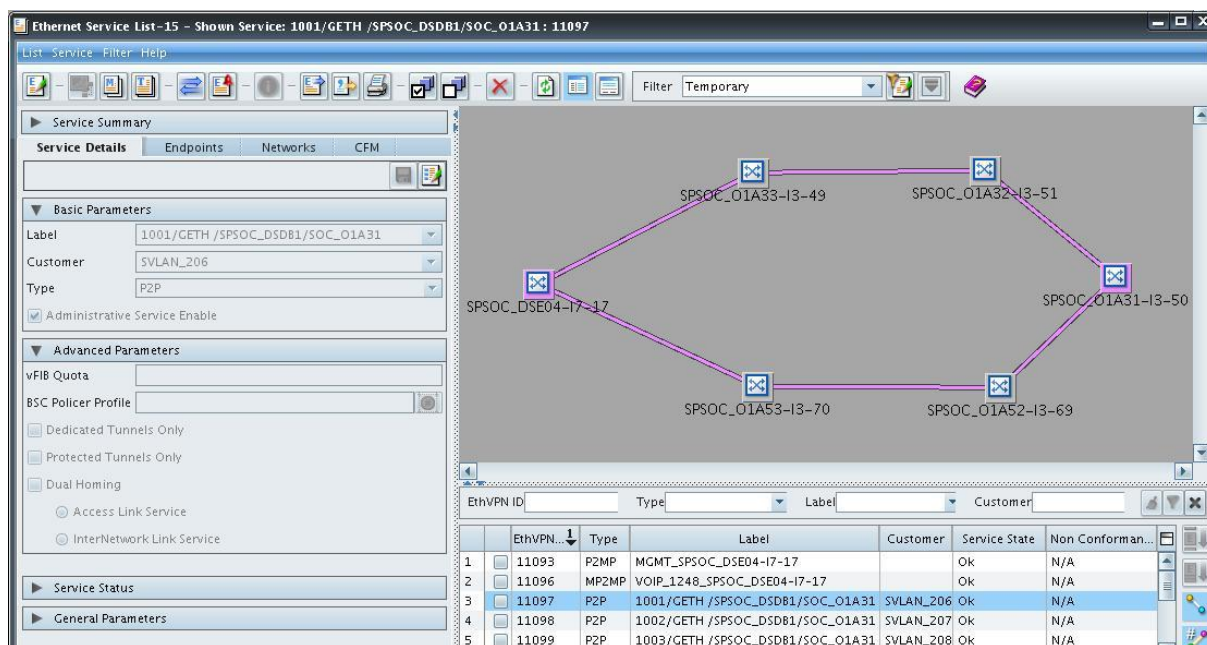 Ethernet Service List-15 - Shown Service: 1001/GETH /SPSOC_DSDB1/SOC_O1A31 : 11097
List Service Filter Help
Filter Temporary
Service Summary
Service Details Endpoints Networks CFM
Basic Parameters
Label 1001/GETH /SPSOC_DSDB1/SOC_O1A31
Customer SVLAN_206
Type P2P
Administrative Service Enable
Advanced Parameters
vFIB Quota
BSC Policer Profile
Dedicated Tunnels Only
Protected Tunnels Only
Dual Homing
Access Link Service
InterNetwork Link Service
Service Status
General Parameters
SPSOC_O1A33-I3-49
SPSOC_O1A32-I3-51
SPSOC_DSE04-I7-17
SPSOC_O1A31-I3-50
SPSOC_O1A53-I3-70
SPSOC_O1A52-I3-69
EthVPN ID Type Label Customer
EthVPN... 1 Type Label Customer Service State Non Conforman...
1 11093 P2MP MGMT_SPSOC_DSE04-I7-17 Ok N/A
2 11096 MP2MP VOIP_1248_SPSOC_DSE04-I7-17 Ok N/A
3 11097 P2P 1001/GETH /SPSOC_DSDB1/SOC_O1A31 SVLAN_206 Ok N/A
4 11098 P2P 1002/GETH /SPSOC_DSDB1/SOC_O1A31 SVLAN_207 Ok N/A
5 11099 P2P 1003/GETH /SPSOC_DSDB1/SOC_O1A31 SVLAN_208 Ok N/A